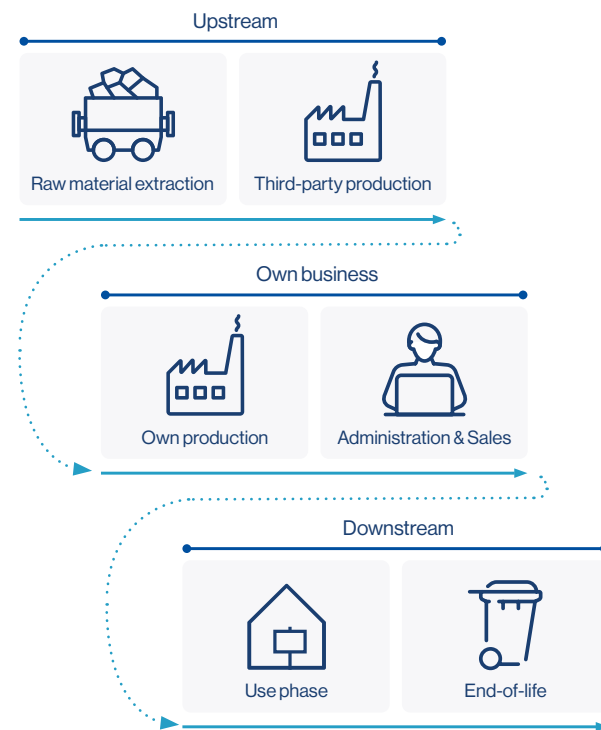 Upstream
Raw material extraction
Third-party production
Own business
Own production
Administration & Sales
Downstream
Use phase
End-of-life